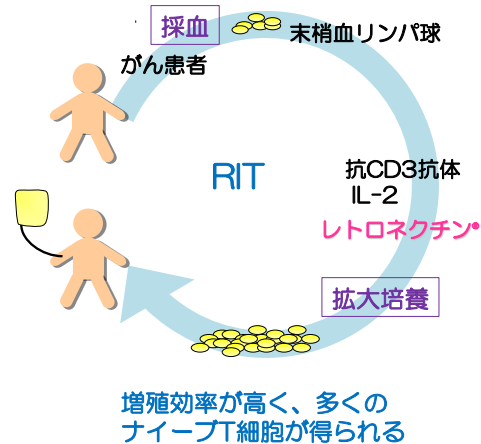 採血
末梢血リンパ球
がん患者
RIT
抗CD3抗体
IL-2
レトロネクチン●
拡大培養
増殖効率が高く、多くの
ナイーブT細胞が得られる